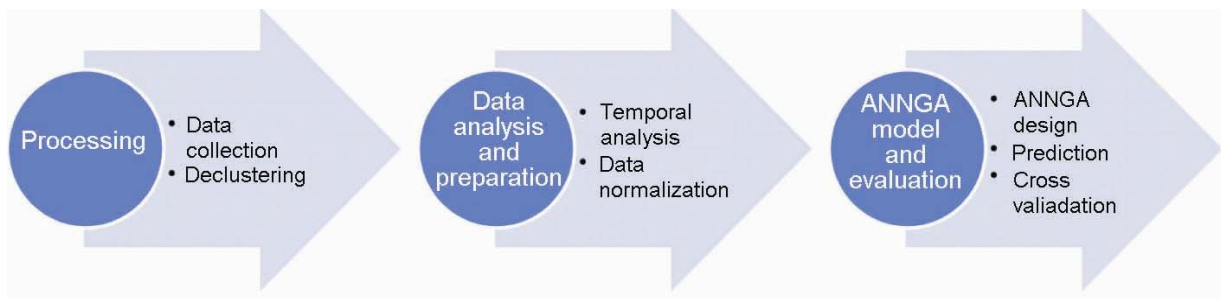 Processing
• Data
collection
• Declustering
Data
analysis
and
preparation
• Temporal
analysis
• Data
normalization
ANNGA
model
and
evaluation
• ANNGA
design
• Prediction
• Cross
valiadation